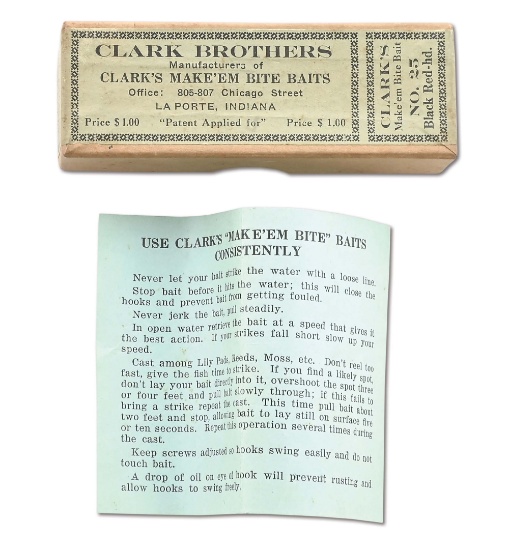 CLARK BROTHERS
Manufacturers of
CLARK'S MAKE'EM BITE BAITS
Office: 805-807 Chicago Street
LA PORTE, INDIANA
Price $1.00 "Patent Applied for" Price $1.00
CLARK'S
Make'em Bite Bait
NO. 25
Black Red-hd.
USE CLARK'S "MAKE'EM BITE" BAITS
CONSISTENTLY
Never let your bait strike the water with a loose line.
Stop bait before it hits the water; this will close the
hooks and prevent bait from getting fouled.
Never jerk the bait, pull steadily.
In open water retrieve the bait at a speed that gives it
the best action. If your strikes fall short slow up your
speed.
Cast among Lily Pads, Reeds, Moss, etc. Don't reel too
fast, give the fish time to strike. If you find a likely spot,
don't lay your bait directly into it, overshoot the spot three
or four feet and pull bait slowly through; if this fails to
bring a strike repeat the cast. This time pull bait about
two feet and stop, allowing bait to lay still on surface five
or ten seconds. Repeat this operation several times during
the cast.
Keep screws adjusted so hooks swing easily and do not
touch bait.
A drop of oil on eye of hook will prevent rusting and
allow hooks to swing freely.